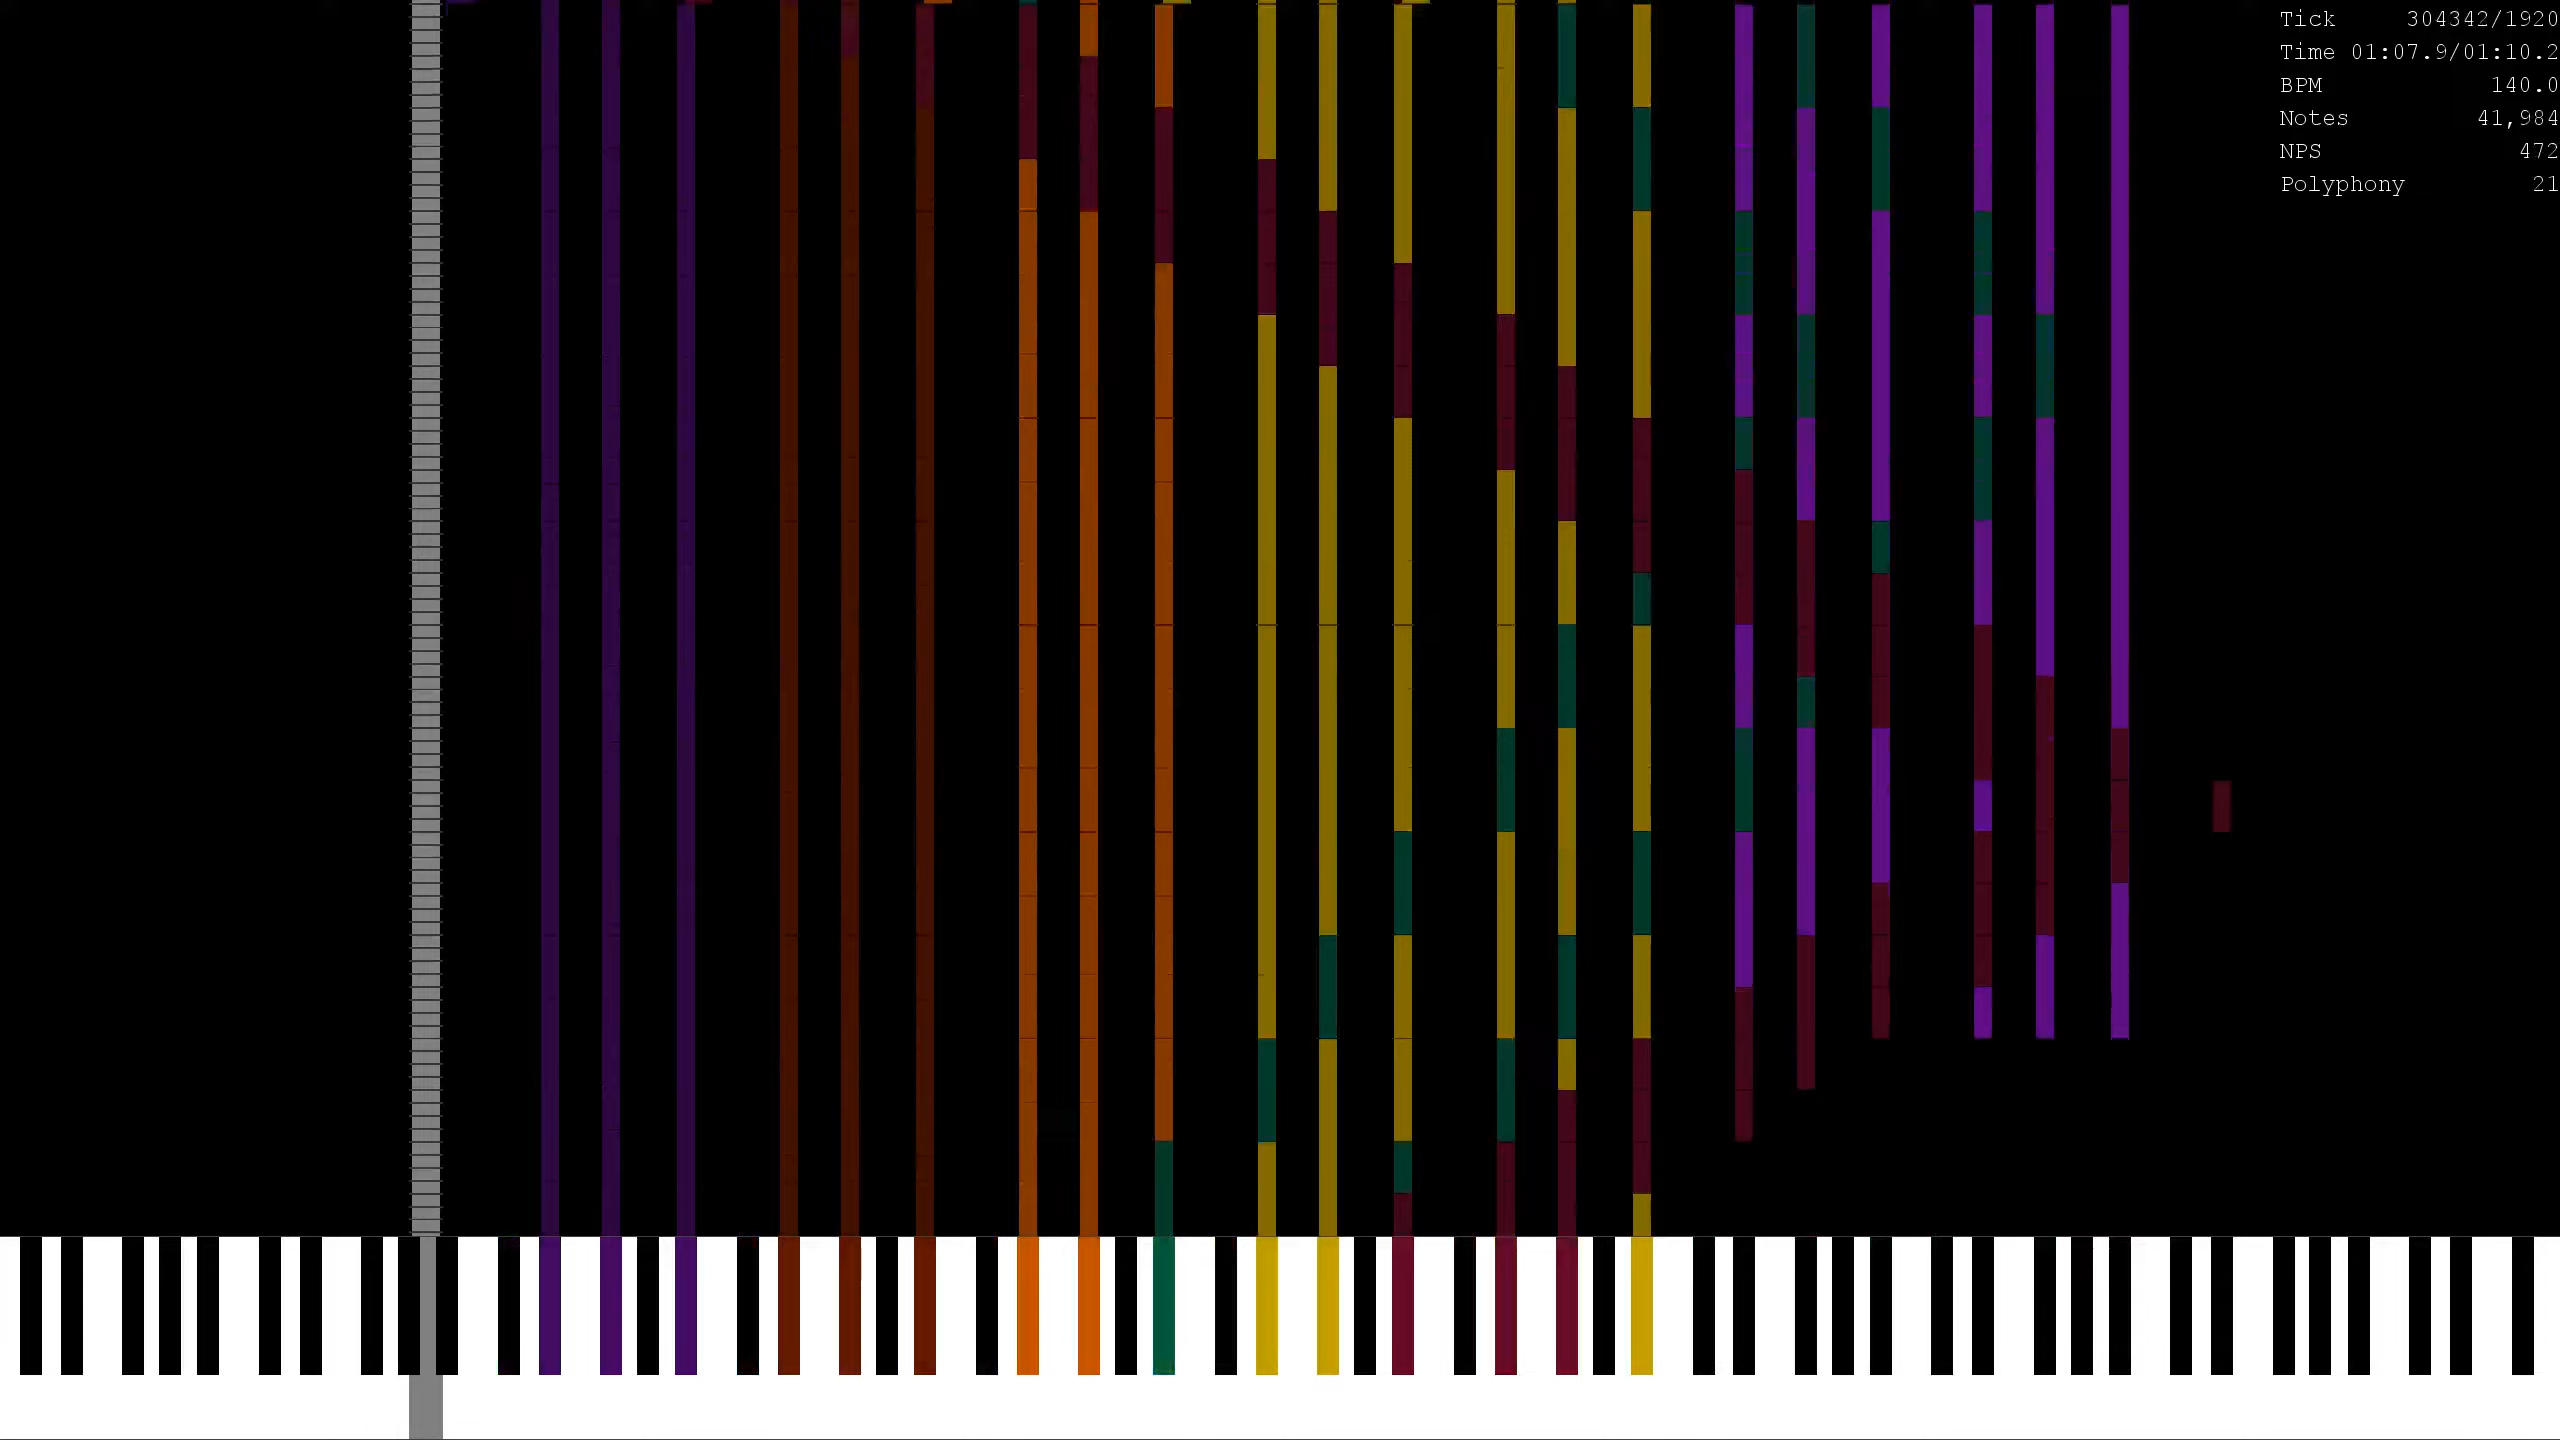 Tick 304342/1920
Time 01:07.9/01:10.2
BPM 140.0
Notes 41,984
NPS 472
Polyphony 21